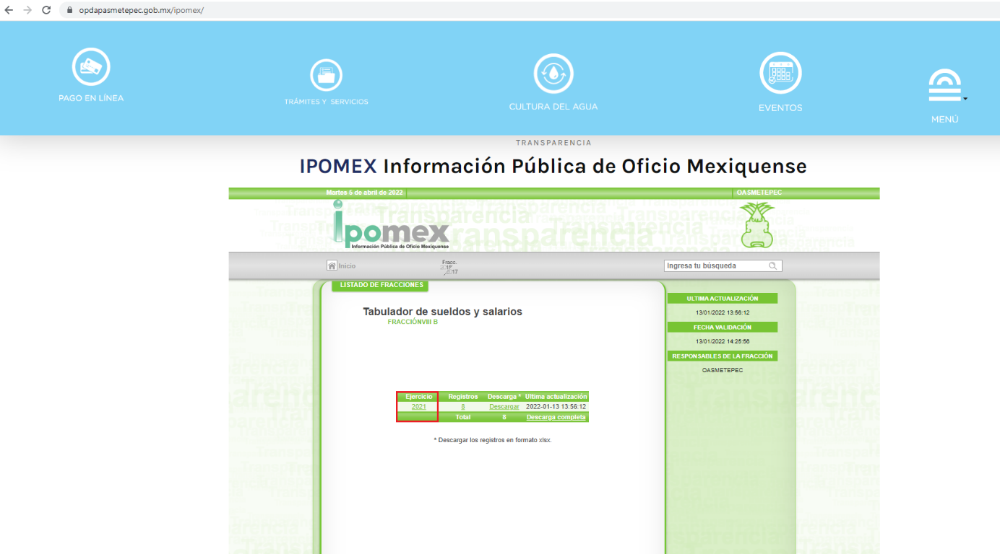 opdapasmetepec.gob.mx/ipomex/
PAGO EN LÍNEA
TRÁMITES Y SERVICIOS
CULTURA DEL AGUA
EVENTOS
MENÚ
TRANSPARENCIA
IPOMEX Información Pública de Oficio Mexiquense
Martes 5 de abril de 2022
OASMETEPEC
ipomex
Información Pública de Oficio Mexiquense
Transparencia
Inicio
Fracc.
2017
Ingresa tu búsqueda
LISTADO DE FRACCIONES
Tabulador de sueldos y salarios
FRACCIÓNVIII B
Ejercicio Registros Descarga * Ultima actualización
2021 8 Descargar 2022-01-13 13:56:12
Total 8 Descarga completa
* Descargar los registros en formato xlsx.
ULTIMA ACTUALIZACIÓN
13/01/2022 13:56:12
FECHA VALIDACIÓN
13/01/2022 14:25:56
RESPONSABLES DE LA FRACCIÓN
OASMETEPEC